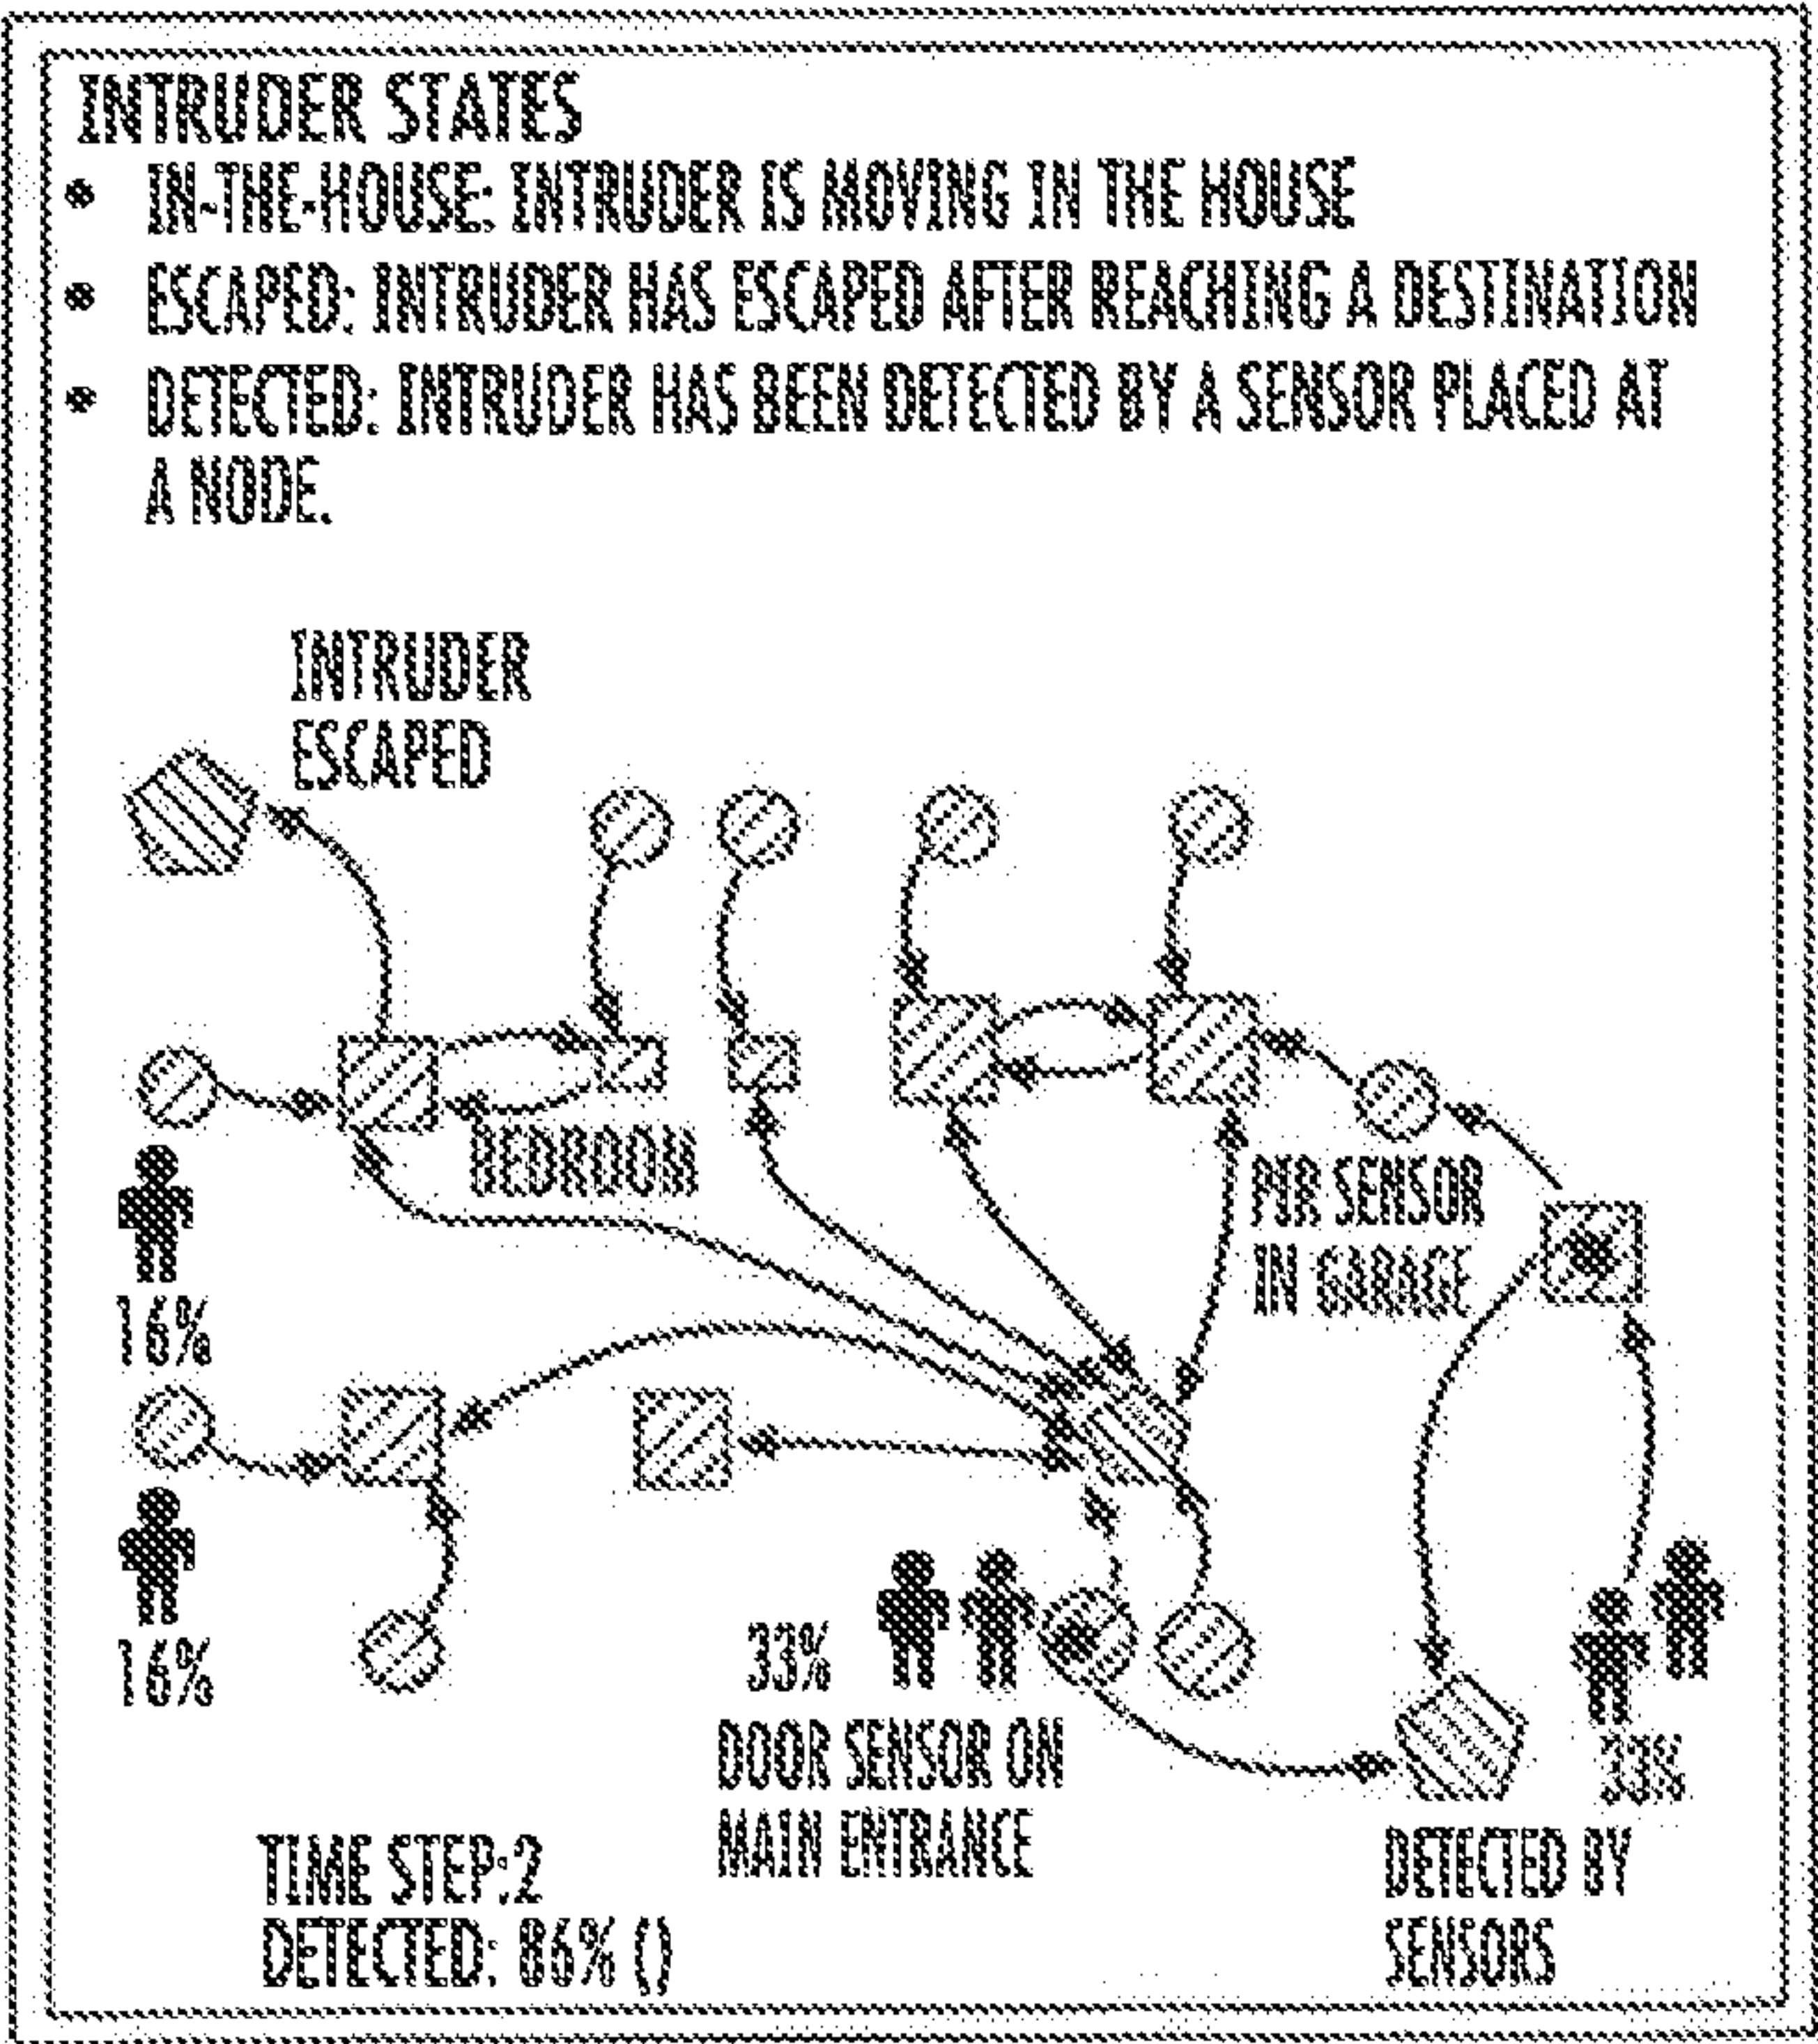 INTRUDER STATES
• IN-THE-HOUSE: INTRUDER IS MOVING IN THE HOUSE
• ESCAPED: INTRUDER HAS ESCAPED AFTER REACHING A DESTINATION
• DETECTED: INTRUDER HAS BEEN DETECTED BY A SENSOR PLACED AT
A NODE.
INTRUDER
ESCAPED
BEDROOM
PIR SENSOR
IN GARAGE
16%
16%
33%
DOOR SENSOR ON
MAIN ENTRANCE
33%
DETECTED BY
SENSORS
TIME STEP:2
DETECTED: 86% ()